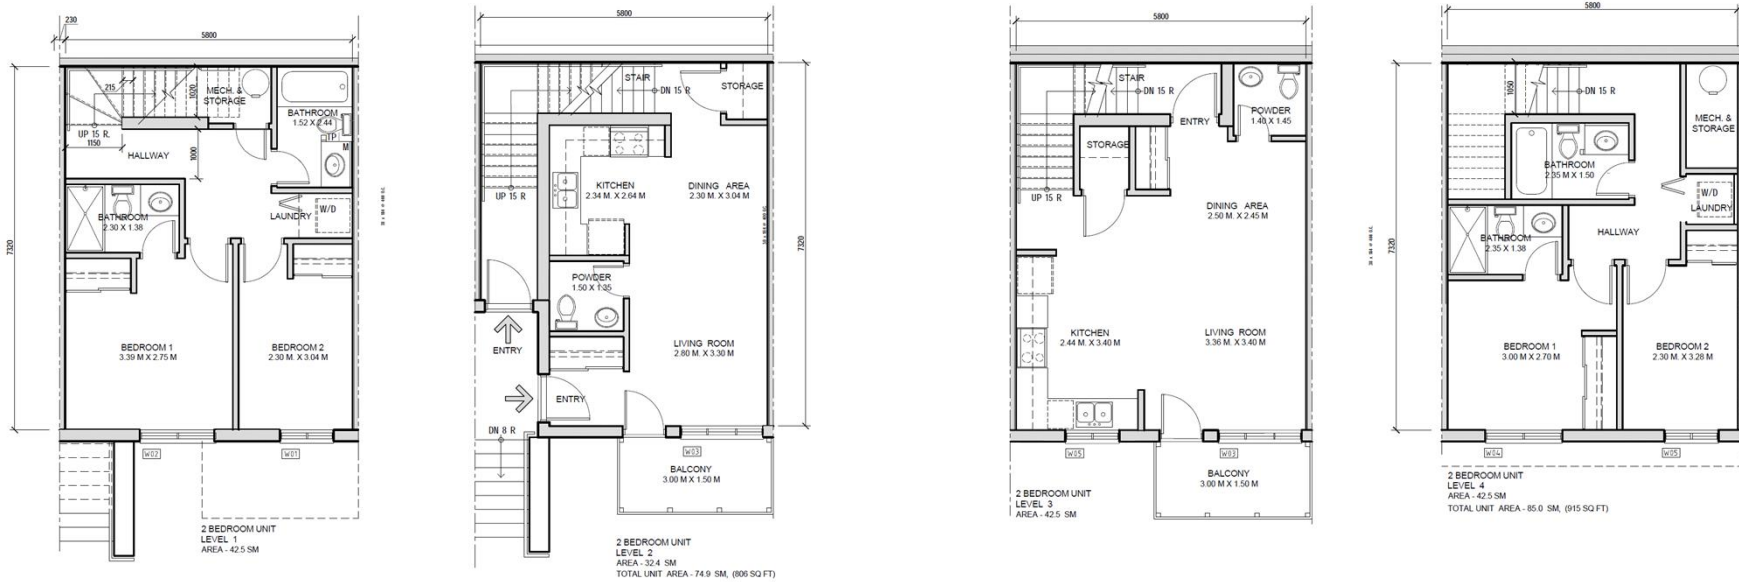 230
5800
7320
215
1020
MECH. &
STORAGE
BATHROOM
1.52 X 2.44
UP 15 R.
1150
HALLWAY
1000
TP
M
BATHROOM
2.30 X 1.38
LAUNDRY
W/D
BEDROOM 1
3.39 M X 2.75 M
BEDROOM 2
2.30 M. X 3.04 M
W02
W01
2 BEDROOM UNIT
LEVEL 1
AREA - 42.5 SM
5800
STAIR
DN 15 R
STORAGE
KITCHEN
2.34 M. X 2.64 M
DINING AREA
2.30 M. X 3.04 M
UP 15 R
7320
POWDER
1.50 X 1.35
ENTRY
LIVING ROOM
2.80 M. X 3.30 M
ENTRY
DN 8 R
W03
BALCONY
3.00 M X 1.50 M
2 BEDROOM UNIT
LEVEL 2
AREA - 32.4 SM
TOTAL UNIT AREA - 74.9 SM, (806 SQ FT)
5800
STAIR
DN 15 R
POWDER
1.40 X 1.45
ENTRY
STORAGE
UP 15 R
DINING AREA
2.50 M. X 2.45 M
KITCHEN
2.44 M. X 3.40 M
LIVING ROOM
3.36 M. X 3.40 M
W05
W03
BALCONY
3.00 M X 1.50 M
2 BEDROOM UNIT
LEVEL 3
AREA - 42.5 SM
5800
7320
1050
DN 15 R
MECH. &
STORAGE
BATHROOM
2.35 M X 1.50
W/D
LAUNDRY
BATHROOM
2.35 X 1.38
HALLWAY
BEDROOM 1
3.00 M X 2.70 M
BEDROOM 2
2.30 M. X 3.28 M
W04
W05
2 BEDROOM UNIT
LEVEL 4
AREA - 42.5 SM
TOTAL UNIT AREA - 85.0 SM, (915 SQ FT)